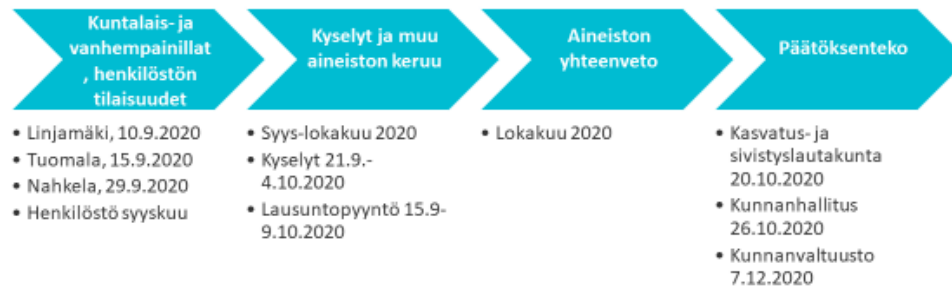 Kuntalais- ja
vanhempainillat
, henkilöstön
tilaisuudet
• Linjamäki, 10.9.2020
• Tuomala, 15.9.2020
• Nahkela, 29.9.2020
• Henkilöstö syyskuu
Kyselyt ja muu
aineiston keruu
• Syys-lokakuu 2020
• Kyselyt 21.9.-
4.10.2020
• Lausuntopyyntö 15.9-
9.10.2020
Aineiston
yhteenveto
• Lokakuu 2020
Päätöksenteko
• Kasvatus- ja
sivistyslautakunta
20.10.2020
• Kunnanhallitus
26.10.2020
• Kunnanvaltuusto
7.12.2020